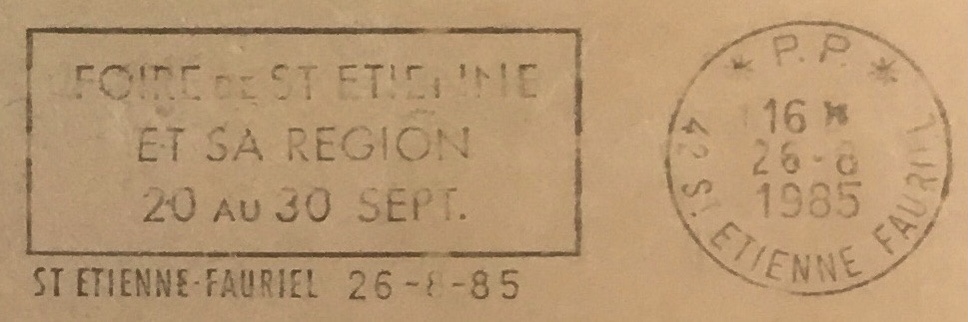 FOIRE DE ST ETIENNE
ET SA REGION
20 AU 30 SEPT.
ST ETIENNE-FAURIEL 26-8-85
* P.P. *
16 H
26-8
1985
42 ST ETIENNE FAURIEL